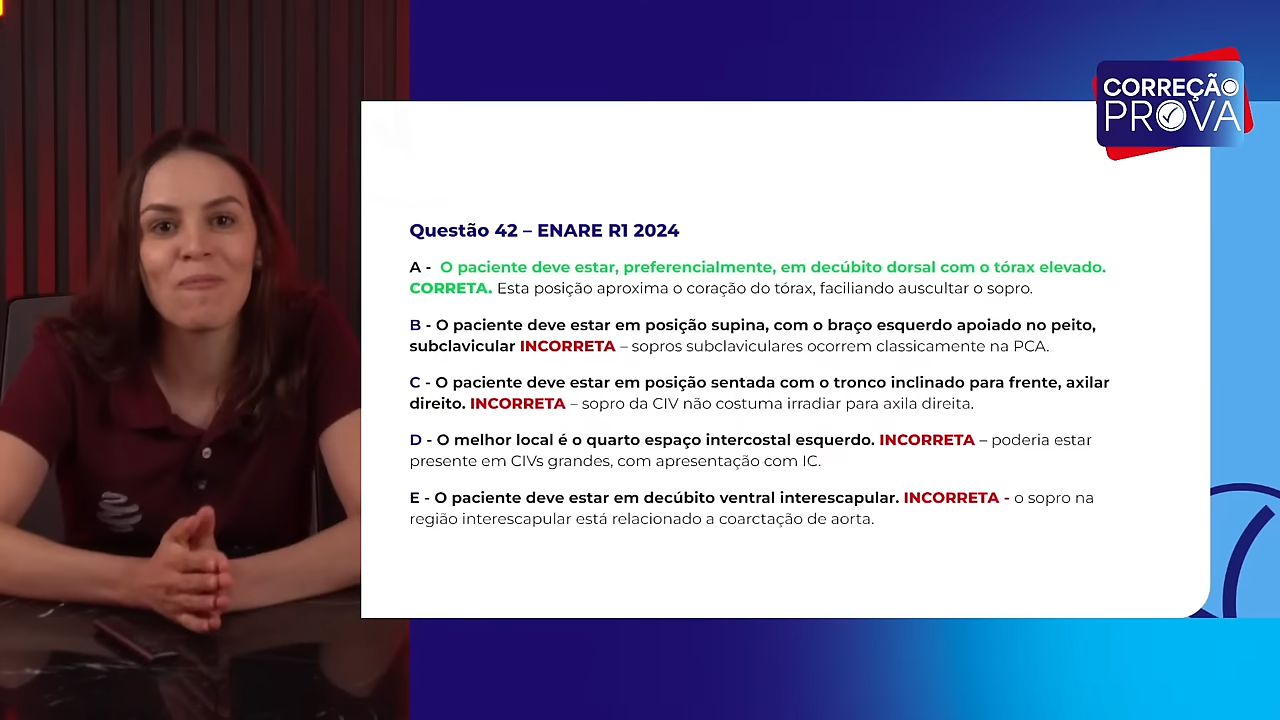 CORREÇÃO
PROVA
Questão 42 – ENARE R1 2024
A - O paciente deve estar, preferencialmente, em decúbito dorsal com o tórax elevado.
CORRETA. Esta posição aproxima o coração do tórax, faciliando auscultar o sopro.
B - O paciente deve estar em posição supina, com o braço esquerdo apoiado no peito,
subclavicular INCORRETA – sopros subclaviculares ocorrem classicamente na PCA.
C - O paciente deve estar em posição sentada com o tronco inclinado para frente, axilar
direito. INCORRETA – sopro da CIV não costuma irradiar para axila direita.
D - O melhor local é o quarto espaço intercostal esquerdo. INCORRETA – poderia estar
presente em CIVs grandes, com apresentação com IC.
E - O paciente deve estar em decúbito ventral interescapular. INCORRETA - o sopro na
região interescapular está relacionado a coarctação de aorta.